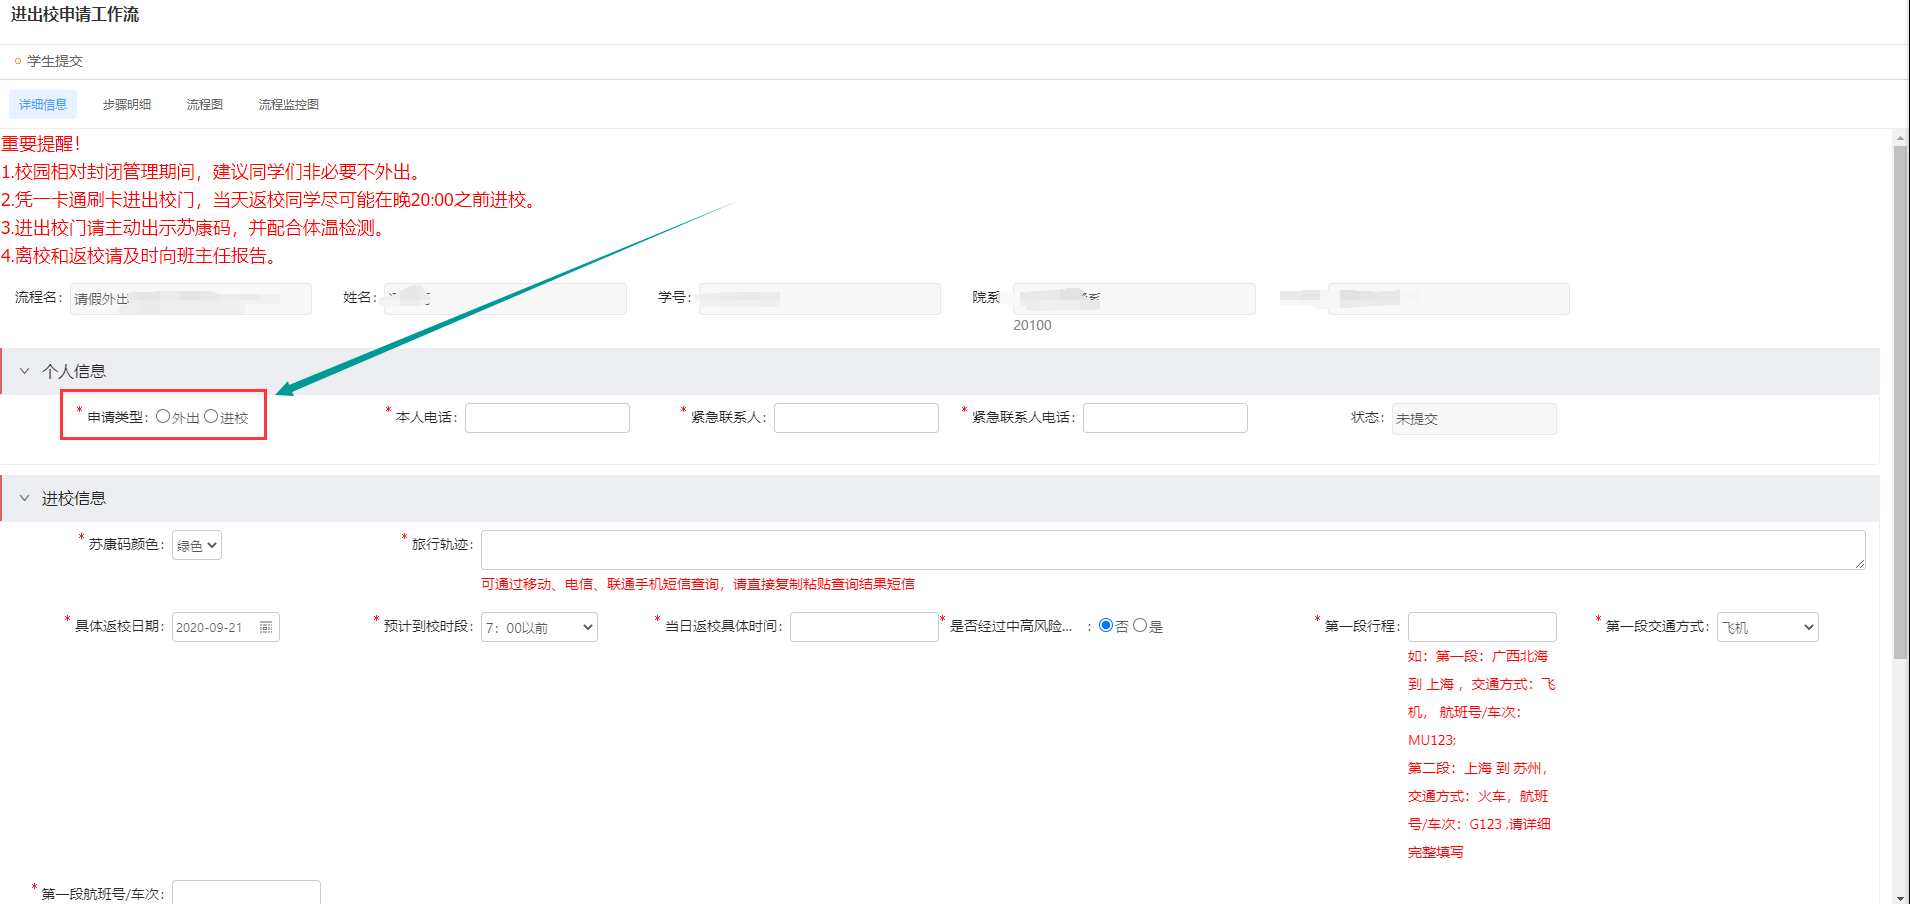 进出校申请工作流
学生提交
详细信息 步骤明细 流程图 流程监控图
重要提醒！
1.校园相对封闭管理期间，建议同学们非必要不外出。
2.凭一卡通刷卡进出校门，当天返校同学尽可能在晚20:00之前进校。
3.进出校门请主动出示苏康码，并配合体温检测。
4.离校和返校请及时向班主任报告。
流程名： 请假外出 姓名： 学号： 院系 系
20100
个人信息
* 申请类型： 外出 进校 * 本人电话： * 紧急联系人： * 紧急联系人电话： 状态： 未提交
进校信息
* 苏康码颜色： 绿色 * 旅行轨迹：
可通过移动、电信、联通手机短信查询，请直接复制粘贴查询结果短信
* 具体返校日期： 2020-09-21 * 预计到校时段： 7：00以前 * 当日返校具体时间： * 是否经过中高风险... ： 否 是 * 第一段行程： * 第一段交通方式： 飞机
如：第一段：广西北海
到 上海 ，交通方式：飞
机， 航班号/车次：
MU123;
第二段：上海 到 苏州，
交通方式：火车，航班
号/车次：G123 ,请详细
完整填写
* 第一段航班号/车次：